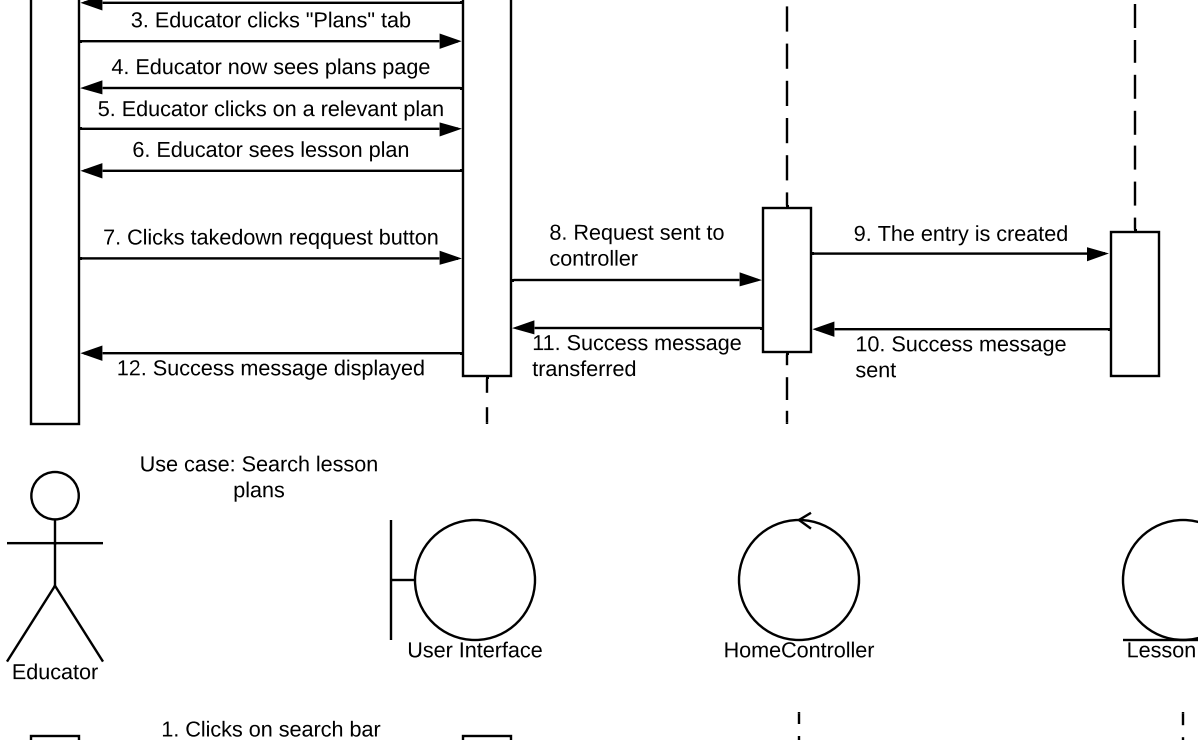 3. Educator clicks "Plans" tab
4. Educator now sees plans page
5. Educator clicks on a relevant plan
6. Educator sees lesson plan
7. Clicks takedown reqquest button
8. Request sent to
controller
9. The entry is created
10. Success message
sent
11. Success message
transferred
12. Success message displayed
Use case: Search lesson
plans
Educator
User Interface
HomeController
Lesson
1. Clicks on search bar